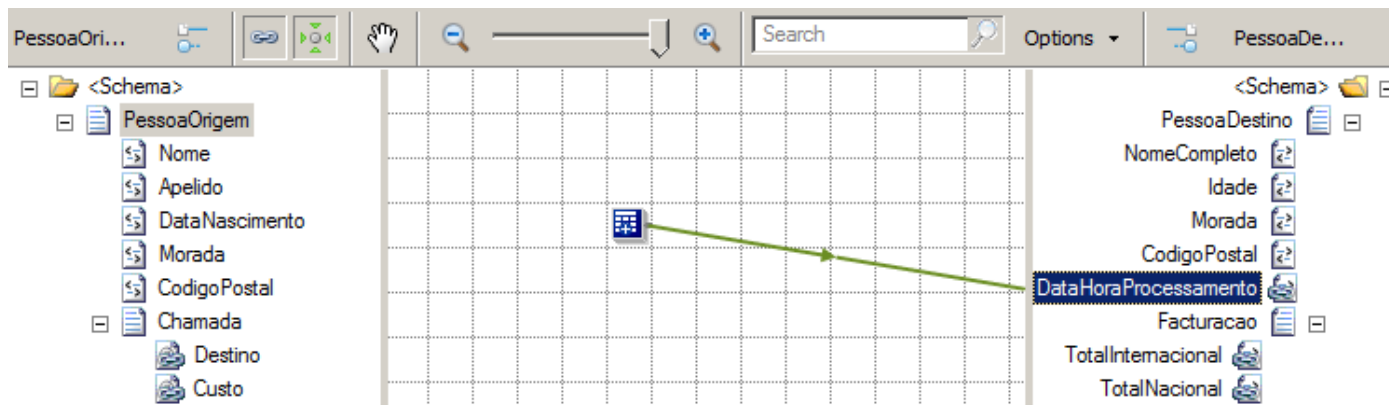 PessoaOri... Search Options PessoaDe...
<Schema> <Schema>
PessoaOrigem PessoaDestino
Nome NomeCompleto
Apelido Idade
DataNascimento Morada
Morada CodigoPostal
CodigoPostal DataHoraProcessamento
Chamada Facturacao
Destino TotalInternacional
Custo TotalNacional